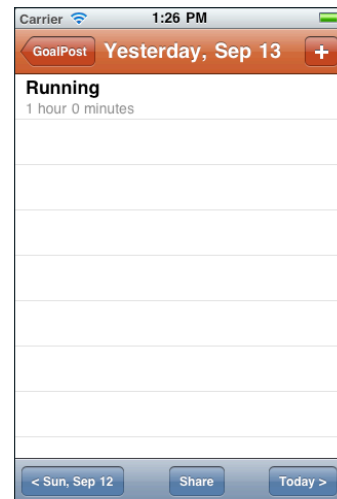 Carrier 1:26 PM
GoalPost Yesterday, Sep 13 +
Running
1 hour 0 minutes
< Sun, Sep 12 Share Today >